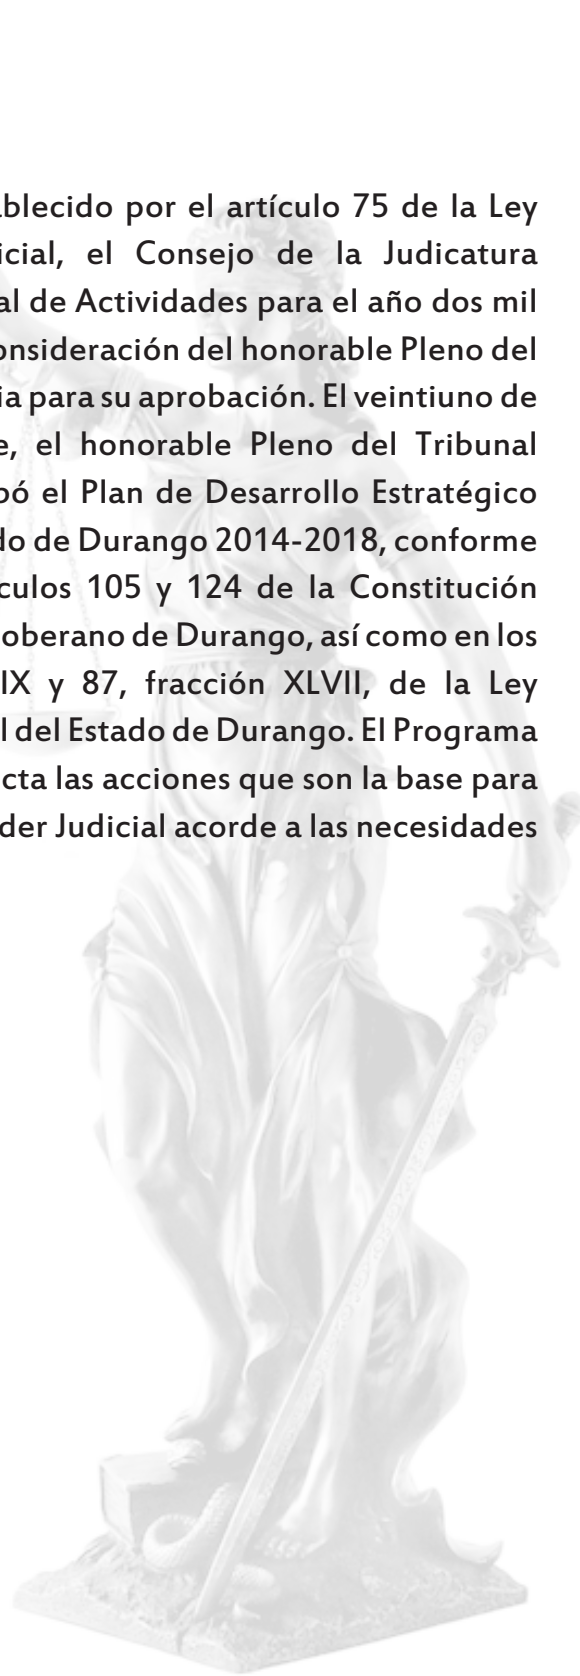 ablecido por el artículo 75 de la Ley
icial, el Consejo de la Judicatura
al de Actividades para el año dos mil
onsideración del honorable Pleno del
ia para su aprobación. El veintiuno de
e, el honorable Pleno del Tribunal
bó el Plan de Desarrollo Estratégico
do de Durango 2014-2018, conforme
culos 105 y 124 de la Constitución
oberano de Durango, así como en los
IX y 87, fracción XLVII, de la Ley
l del Estado de Durango. El Programa
cta las acciones que son la base para
der Judicial acorde a las necesidades